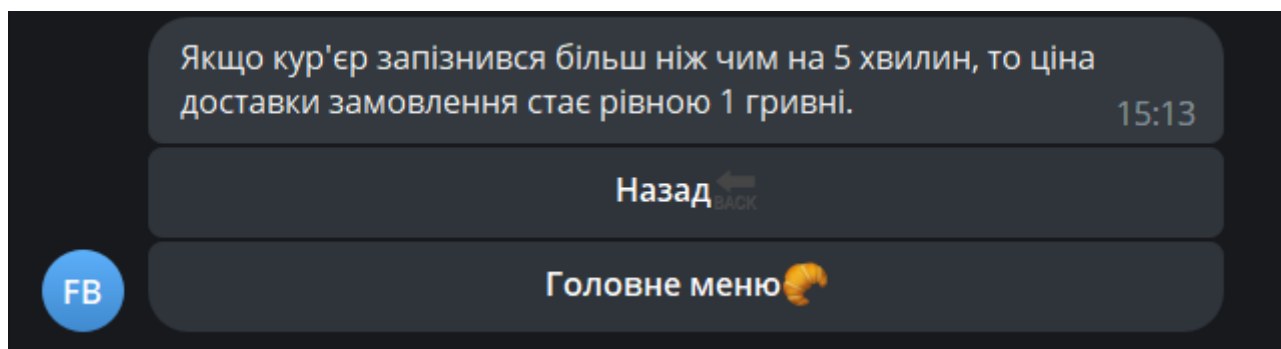 Якщо кур'єр запізнився більш ніж чим на 5 хвилин, то ціна
доставки замовлення стає рівною 1 гривні.
15:13
Назад🔙
BACK
Головне меню🥐
FB